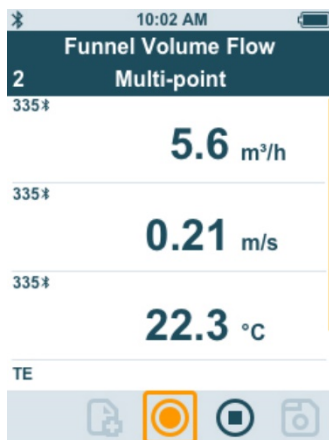 10:02 AM
Funnel Volume Flow
2 Multi-point
335
5.6 m³/h
335
0.21 m/s
335
22.3 °C
TE